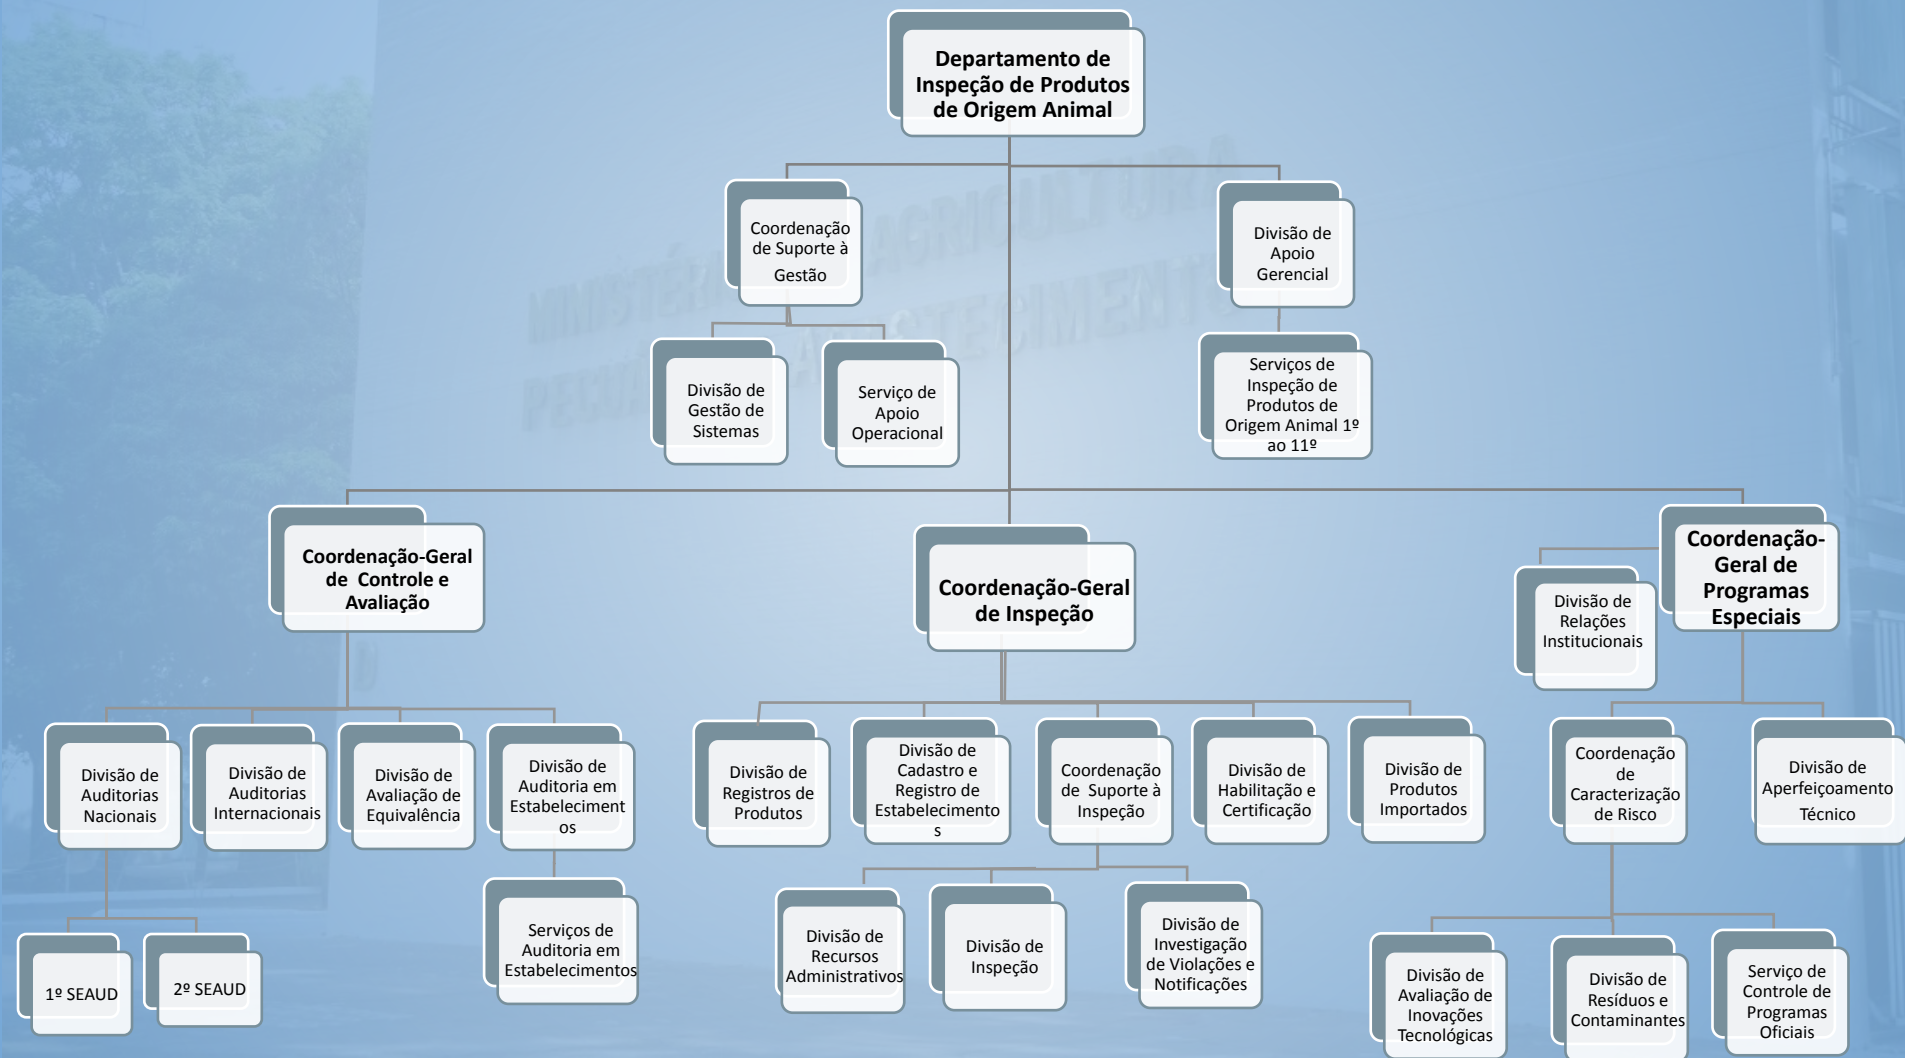 Departamento de
Inspeção de Produtos
de Origem Animal
Coordenação
de Suporte à
Gestão
Divisão de
Apoio
Gerencial
MINISTÉR
AGRICULTURA
PECUÁ
ASTECIMENTO
Divisão de
Gestão de
Sistemas
Serviço de
Apoio
Operacional
Serviços de
Inspeção de
Produtos de
Origem Animal 1º
ao 11º
Coordenação-Geral
de Controle e
Avaliação
Coordenação-Geral
de Inspeção
Coordenação-
Geral de
Programas
Especiais
Divisão de
Relações
Institucionais
Divisão de
Auditorias
Nacionais
Divisão de
Auditorias
Internacionais
Divisão de
Avaliação de
Equivalência
Divisão de
Auditoria em
Estabeleciment
os
Divisão de
Registros de
Produtos
Divisão de
Cadastro e
Registro de
Estabelecimento
s
Coordenação
de Suporte à
Inspeção
Divisão de
Habilitação e
Certificação
Divisão de
Produtos
Importados
Coordenação
de
Caracterização
de Risco
Divisão de
Aperfeiçoamento
Técnico
1º SEAUD
2º SEAUD
Serviços de
Auditoria em
Estabelecimentos
Divisão de
Recursos
Administrativos
Divisão de
Inspeção
Divisão de
Investigação
de Violações e
Notificações
Divisão de
Avaliação de
Inovações
Tecnológicas
Divisão de
Resíduos e
Contaminantes
Serviço de
Controle de
Programas
Oficiais